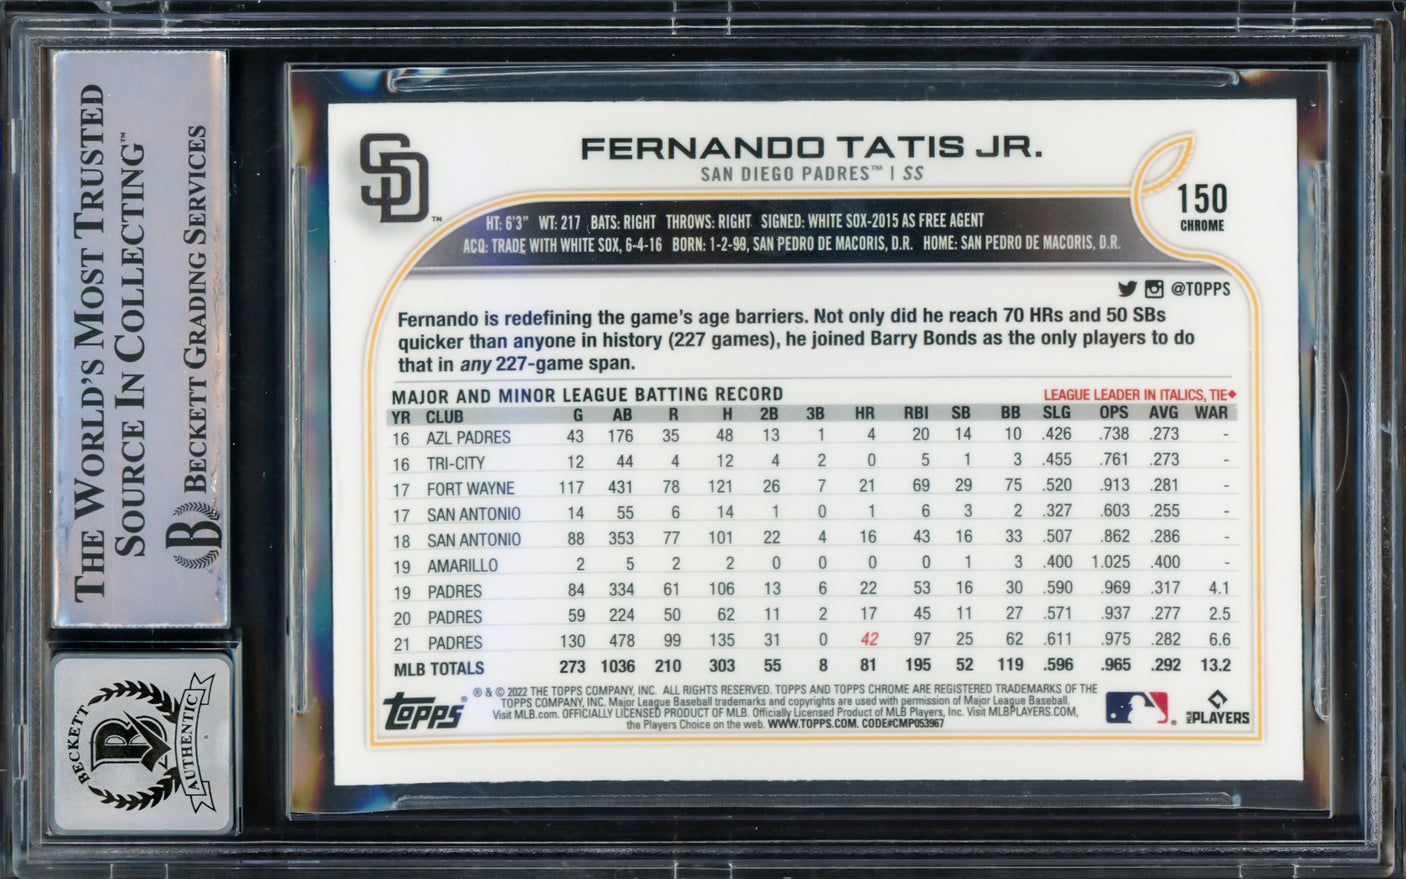 THE WORLD'S MOST TRUSTED
SOURCE IN COLLECTING™
BECKETT GRADING SERVICES
B
BECKETT
B
AUTHENTIC
SD™
FERNANDO TATIS JR.
SAN DIEGO PADRES™ | SS
150
CHROME
HT: 6'3" WT: 217 BATS: RIGHT THROWS: RIGHT SIGNED: WHITE SOX-2015 AS FREE AGENT
ACQ: TRADE WITH WHITE SOX, 6-4-16 BORN: 1-2-99, SAN PEDRO DE MACORIS, D.R. HOME: SAN PEDRO DE MACORIS, D.R.
@TOPPS
Fernando is redefining the game's age barriers. Not only did he reach 70 HRs and 50 SBs
quicker than anyone in history (227 games), he joined Barry Bonds as the only players to do
that in any 227-game span.
MAJOR AND MINOR LEAGUE BATTING RECORD LEAGUE LEADER IN ITALICS, TIE◆
YR CLUB G AB R H 2B 3B HR RBI SB BB SLG OPS AVG WAR
16 AZL PADRES 43 176 35 48 13 1 4 20 14 10 .426 .738 .273 -
16 TRI-CITY 12 44 4 12 4 2 0 5 1 3 .455 .761 .273 -
17 FORT WAYNE 117 431 78 121 26 7 21 69 29 75 .520 .913 .281 -
17 SAN ANTONIO 14 55 6 14 1 0 1 6 3 2 .327 .603 .255 -
18 SAN ANTONIO 88 353 77 101 22 4 16 43 16 33 .507 .862 .286 -
19 AMARILLO 2 5 2 2 0 0 0 0 1 3 .400 1.025 .400 -
19 PADRES 84 334 61 106 13 6 22 53 16 30 .590 .969 .317 4.1
20 PADRES 59 224 50 62 11 2 17 45 11 27 .571 .937 .277 2.5
21 PADRES 130 478 99 135 31 0 42 97 25 62 .611 .975 .282 6.6
MLB TOTALS 273 1036 210 303 55 8 81 195 52 119 .596 .965 .292 13.2
Topps®
® & © 2022 THE TOPPS COMPANY, INC. ALL RIGHTS RESERVED. TOPPS AND TOPPS CHROME ARE REGISTERED TRADEMARKS OF THE
TOPPS COMPANY, INC. Major League Baseball trademarks and copyrights are used with permission of Major League Baseball.
Visit MLB.com. OFFICIALLY LICENSED PRODUCT OF MLB. Officially Licensed Product of MLB Players, Inc. Visit MLBPLAYERS.COM,
the Players Choice on the web. WWW.TOPPS.COM. CODE#CMP053967
MLB PLAYERS